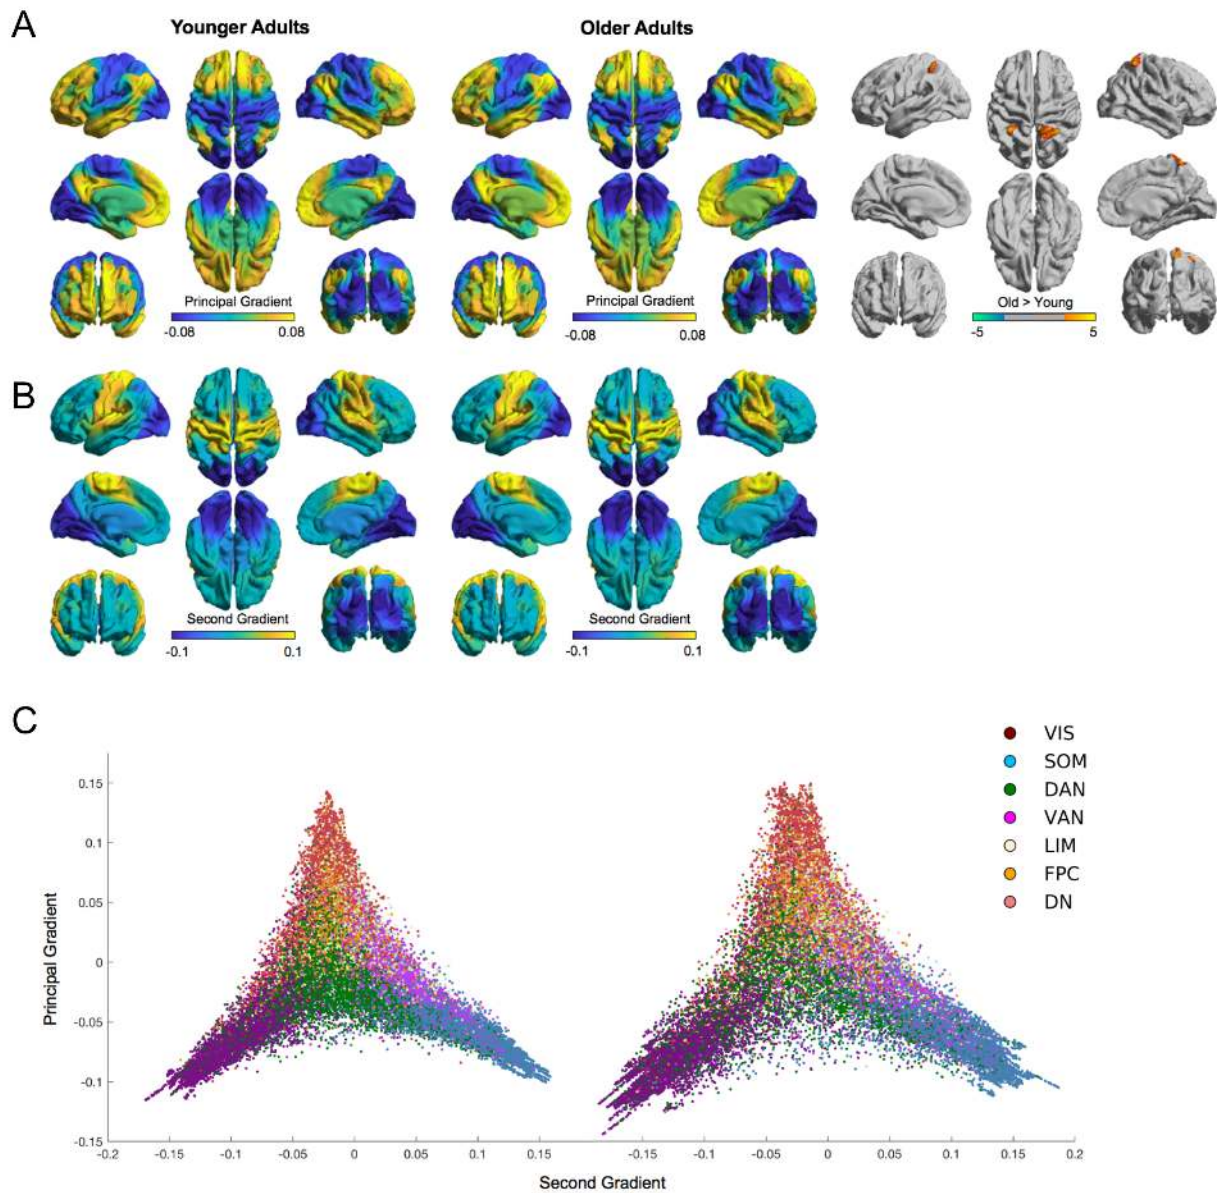 A
Younger Adults
Older Adults
Principal Gradient
-0.08
0.08
Principal Gradient
-0.08
0.08
Old > Young
-5
5
B
Second Gradient
-0.1
0.1
Second Gradient
-0.1
0.1
C
VIS
SOM
DAN
VAN
LIM
FPC
DN
Principal Gradient
0.15
0.1
0.05
0
-0.05
-0.1
-0.15
-0.2
-0.15
-0.1
-0.05
0
0.05
0.1
0.15
-0.15
-0.1
-0.05
0
0.05
0.1
0.15
0.2
Second Gradient